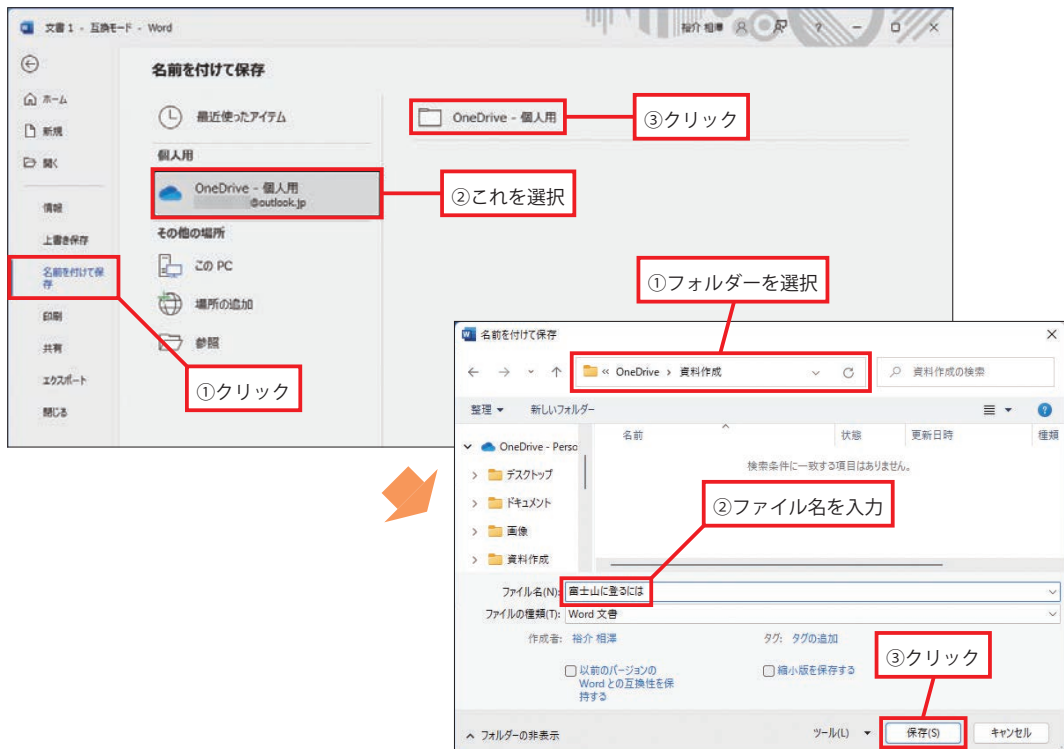 文書1 - 互換モード - Word
裕介 相澤
?
名前を付けて保存
ホーム
新規
開く
情報
上書き保存
名前を付けて保
存
印刷
共有
エクスポート
閉じる
最近使ったアイテム
個人用
OneDrive - 個人用
@outlook.jp
その他の場所
この PC
場所の追加
参照
OneDrive - 個人用
③クリック
②これを選択
①クリック
①フォルダーを選択
名前を付けて保存
« OneDrive › 資料作成
資料作成の検索
整理
新しいフォルダー
名前
状態
更新日時
種類
OneDrive - Perso
デスクトップ
ドキュメント
画像
資料作成
検索条件に一致する項目はありません。
②ファイル名を入力
ファイル名(N): 富士山に登るには
ファイルの種類(T): Word 文書
作成者: 裕介 相澤
タグ: タグの追加
以前のバージョンの
Word との互換性を保
持する
縮小版を保存する
③クリック
フォルダーの非表示
ツール(L)
保存(S)
キャンセル